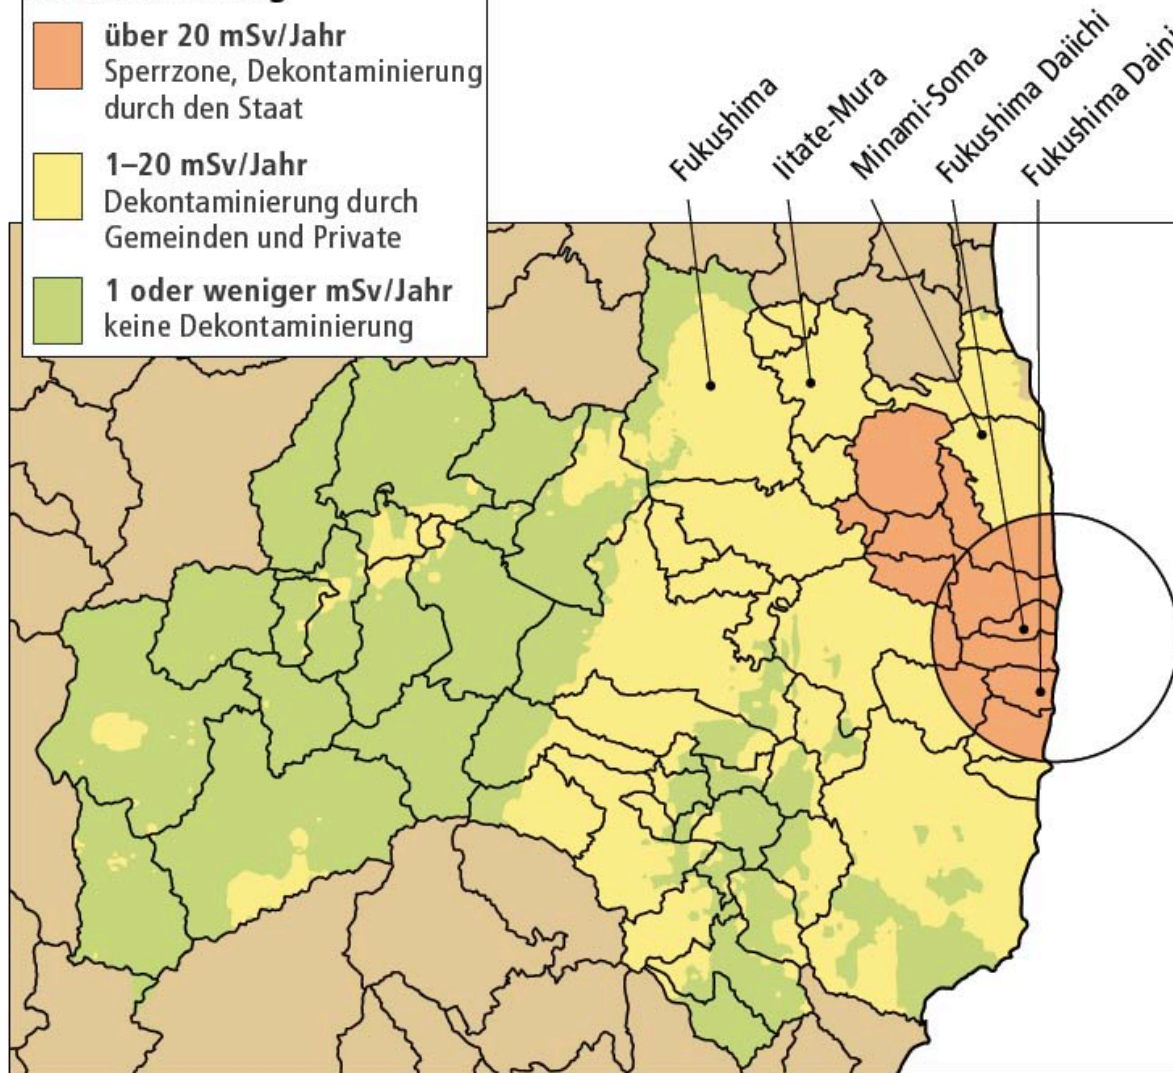 über 20 mSv/Jahr
Sperrzone, Dekontaminierung
durch den Staat
1–20 mSv/Jahr
Dekontaminierung durch
Gemeinden und Private
1 oder weniger mSv/Jahr
keine Dekontaminierung
Fukushima
Iitate-Mura
Minami-Soma
Fukushima Daiichi
Fukushima Daini